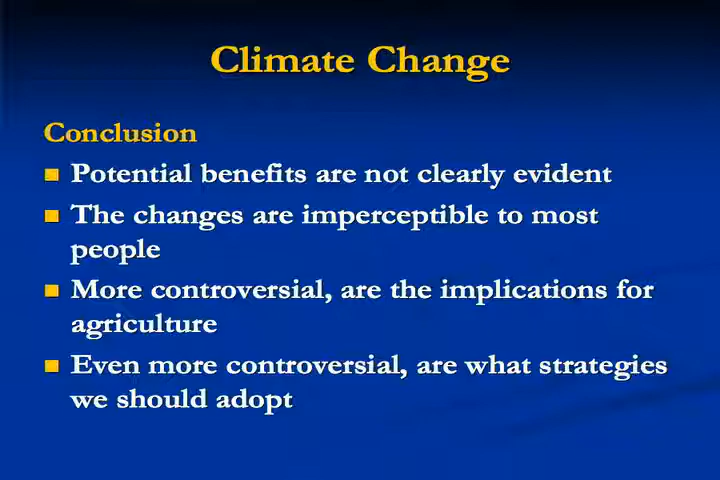 Climate Change
Conclusion
Potential benefits are not clearly evident
The changes are imperceptible to most
people
More controversial, are the implications for
agriculture
Even more controversial, are what strategies
we should adopt